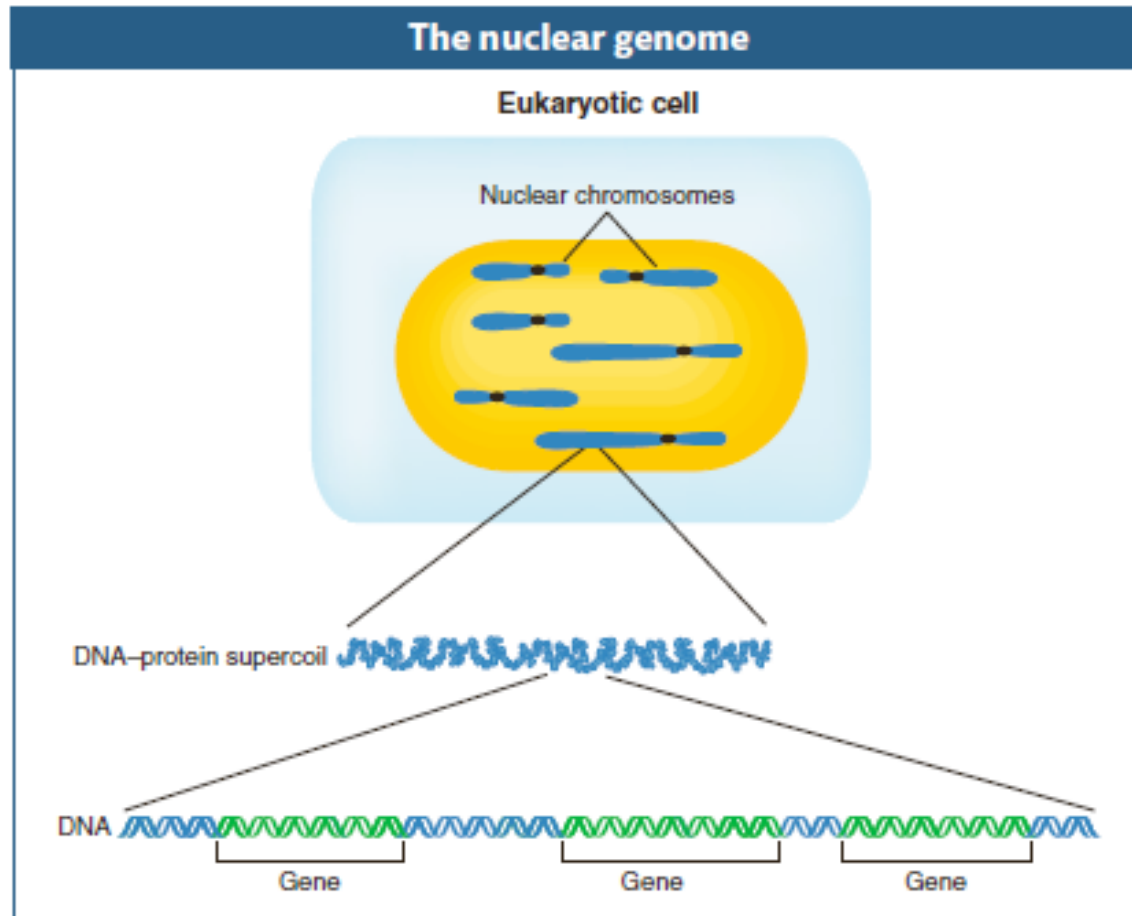 The nuclear genome
Eukaryotic cell
Nuclear chromosomes
DNA–protein supercoil
DNA
Gene
Gene
Gene